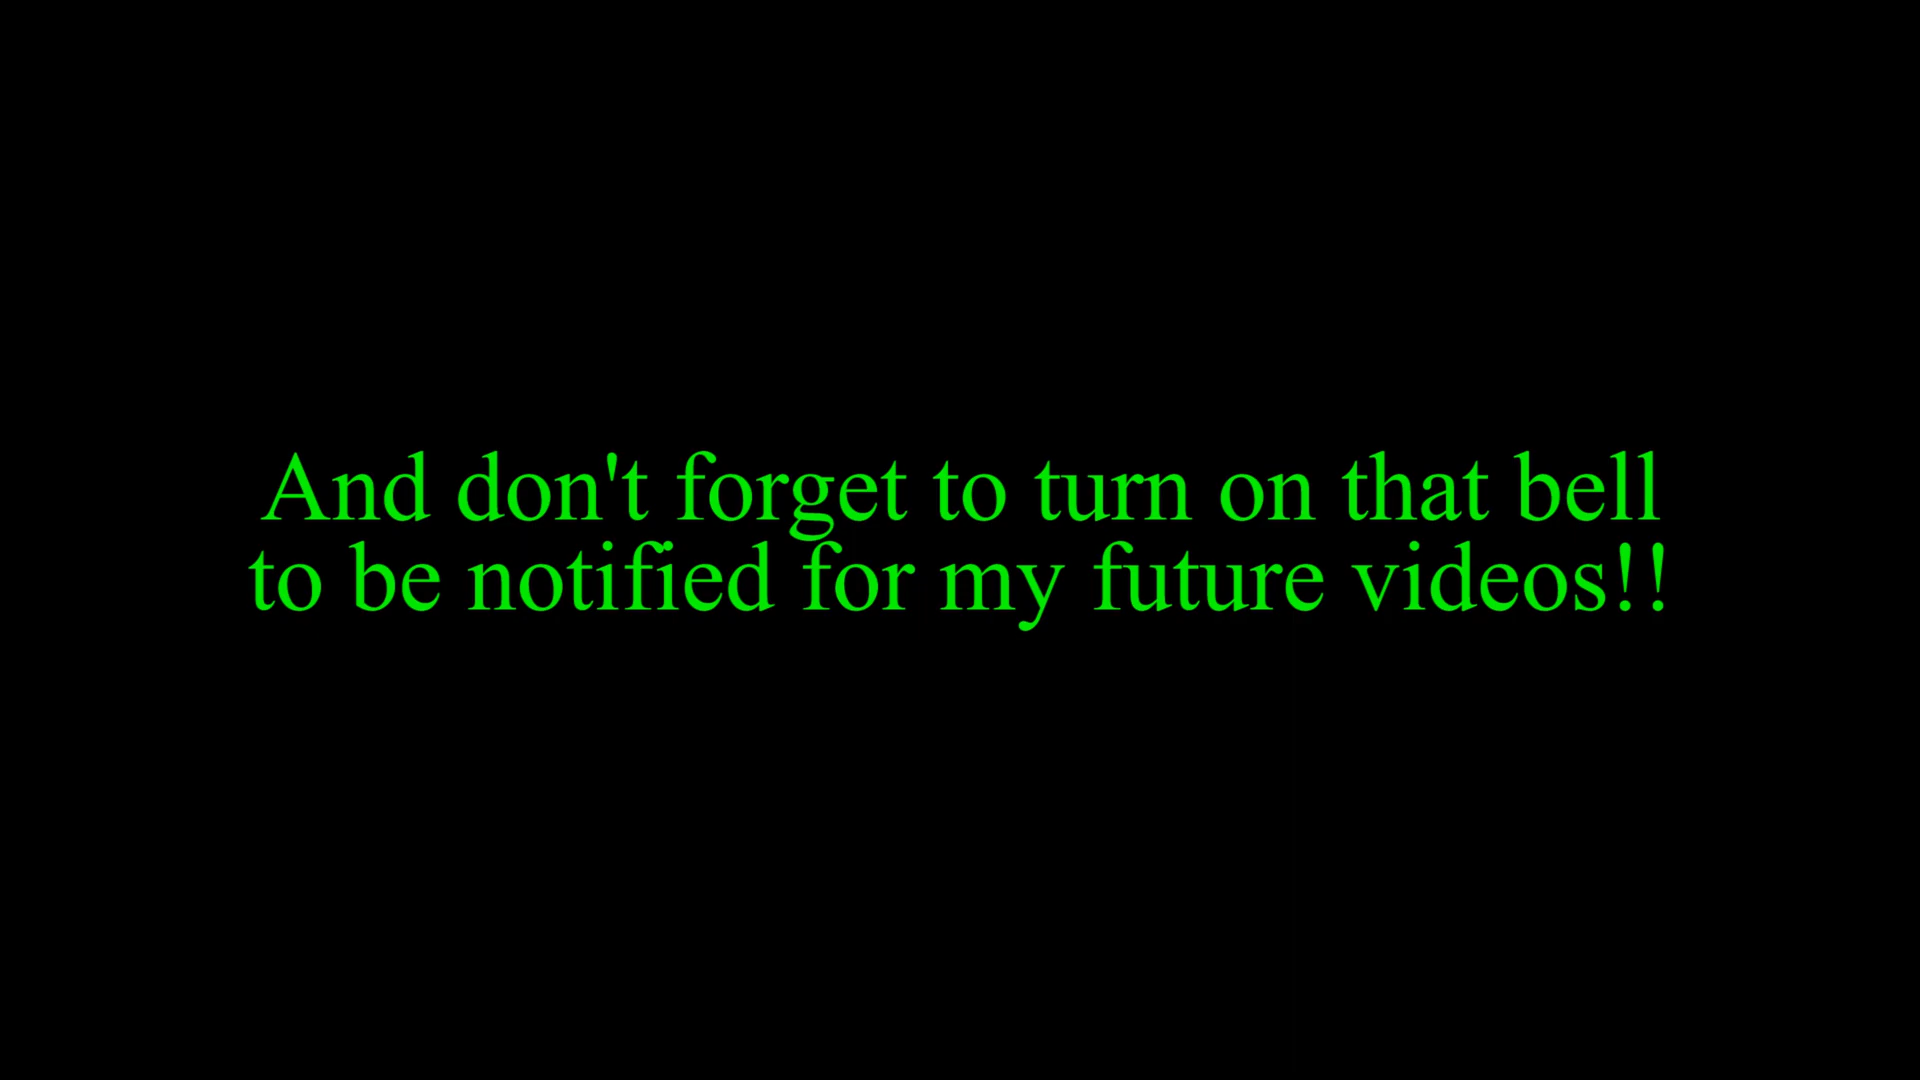 And don't forget to turn on that bell
to be notified for my future videos!!